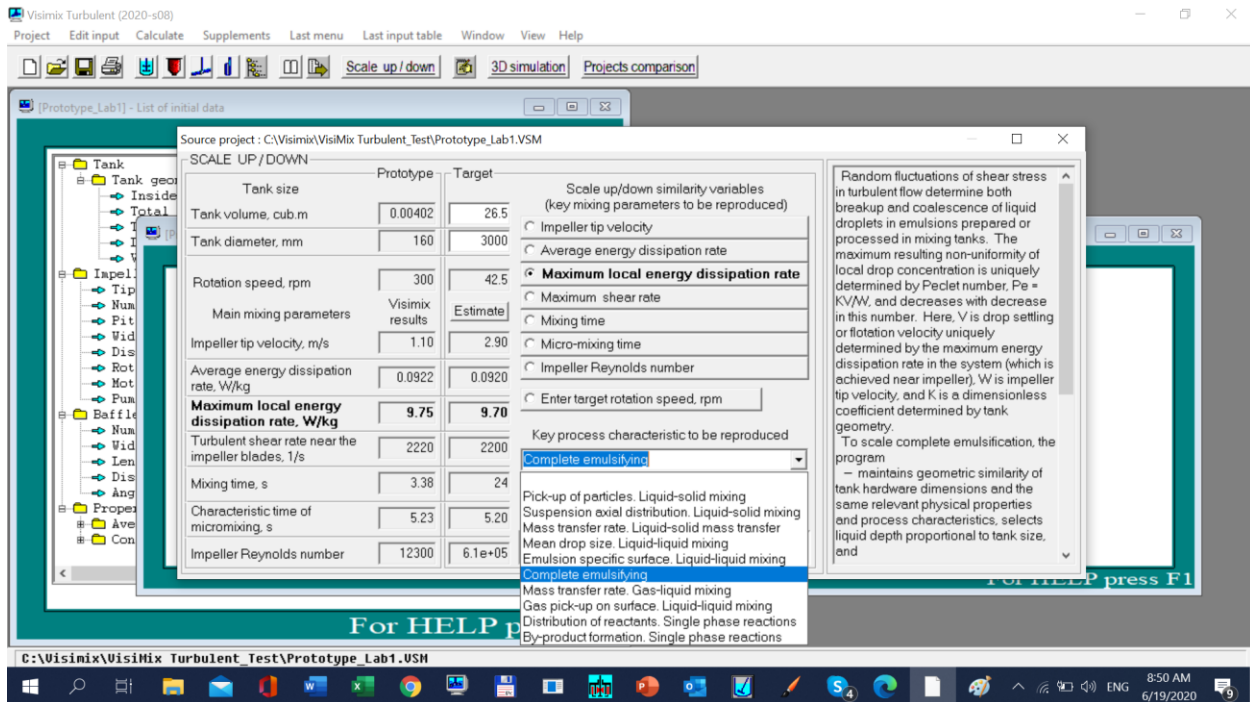 Visimix Turbulent (2020-s08)
Project Edit input Calculate Supplements Last menu Last input table Window View Help
Scale up / down 3D simulation Projects comparison
[Prototype_Lab1] - List of initial data
Source project : C:\Visimix\VisiMix Turbulent_Test\Prototype_Lab1.VSM
Tank
Tank geor
Inside
Total
Impel
Tip
Num
Pit
Wid
Dis
Rot
Mot
Pum
Baffle
Num
Wid
Len
Dis
Ang
Proper
Ave
Con
SCALE UP / DOWN
Prototype Target
Tank size
Tank volume, cub.m 0.00402 26.5
Tank diameter, mm 160 3000
Rotation speed, rpm 300 42.5
Main mixing parameters Visimix results Estimate
Impeller tip velocity, m/s 1.10 2.90
Average energy dissipation
rate, W/kg 0.0922 0.0920
Maximum local energy
dissipation rate, W/kg 9.75 9.70
Turbulent shear rate near the
impeller blades, 1/s 2220 2200
Mixing time, s 3.38 24
Characteristic time of
micromixing, s 5.23 5.20
Impeller Reynolds number 12300 6.1e+05
Scale up/down similarity variables
(key mixing parameters to be reproduced)
Impeller tip velocity
Average energy dissipation rate
Maximum local energy dissipation rate
Maximum shear rate
Mixing time
Micro-mixing time
Impeller Reynolds number
Enter target rotation speed, rpm
Key process characteristic to be reproduced
Complete emulsifying
Pick-up of particles. Liquid-solid mixing
Suspension axial distribution. Liquid-solid mixing
Mass transfer rate. Liquid-solid mass transfer
Mean drop size. Liquid-liquid mixing
Emulsion specific surface. Liquid-liquid mixing
Complete emulsifying
Mass transfer rate. Gas-liquid mixing
Gas pick-up on surface. Liquid-liquid mixing
Distribution of reactants. Single phase reactions
By-product formation. Single phase reactions
Random fluctuations of shear stress
in turbulent flow determine both
breakup and coalescence of liquid
droplets in emulsions prepared or
processed in mixing tanks. The
maximum resulting non-uniformity of
local drop concentration is uniquely
determined by Peclet number, Pe =
KV/W, and decreases with decrease
in this number. Here, V is drop settling
or flotation velocity uniquely
determined by the maximum energy
dissipation rate in the system (which is
achieved near impeller), W is impeller
tip velocity, and K is a dimensionless
coefficient determined by tank
geometry.
To scale complete emulsification, the
program
– maintains geometric similarity of
tank hardware dimensions and the
same relevant physical properties
and process characteristics, selects
liquid depth proportional to tank size,
and
For HELP press F1
For HELP p
C:\Visimix\VisiMix Turbulent_Test\Prototype_Lab1.VSM
ENG
8:50 AM
6/19/2020